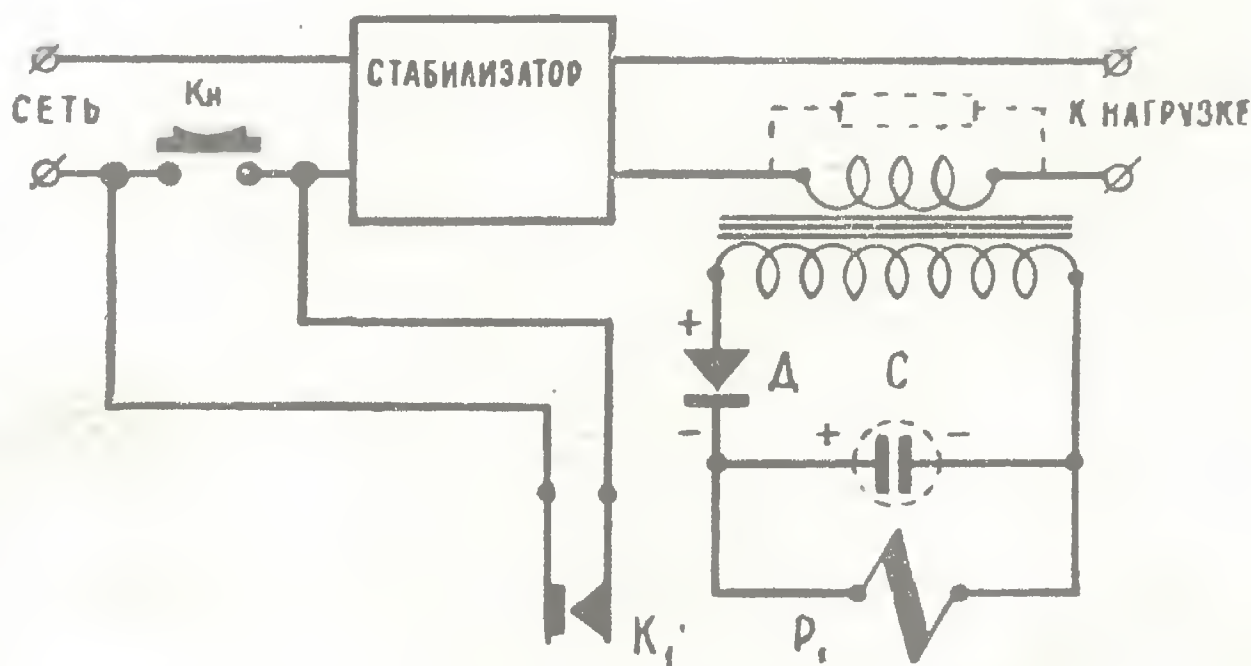 СТАБИЛИЗАТОР
СЕТЬ
Кн
К НАГРУЗКЕ
+
Д
С
-
+
-
К₁
Р₁